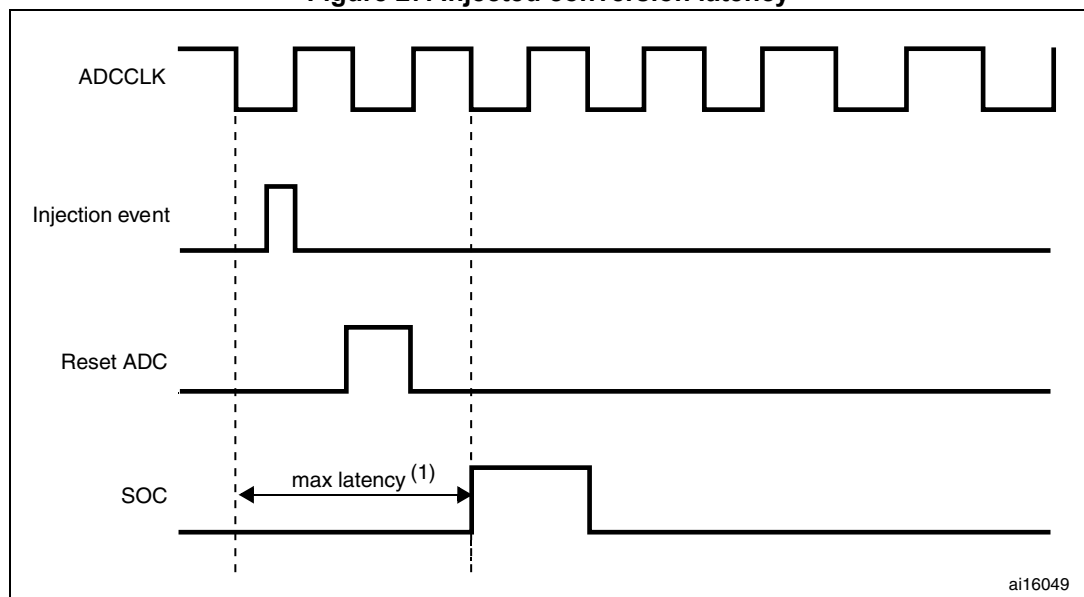 Figure 27. Injected conversion latency
ADCCLK
Injection event
Reset ADC
SOC
max latency (1)
ai16049